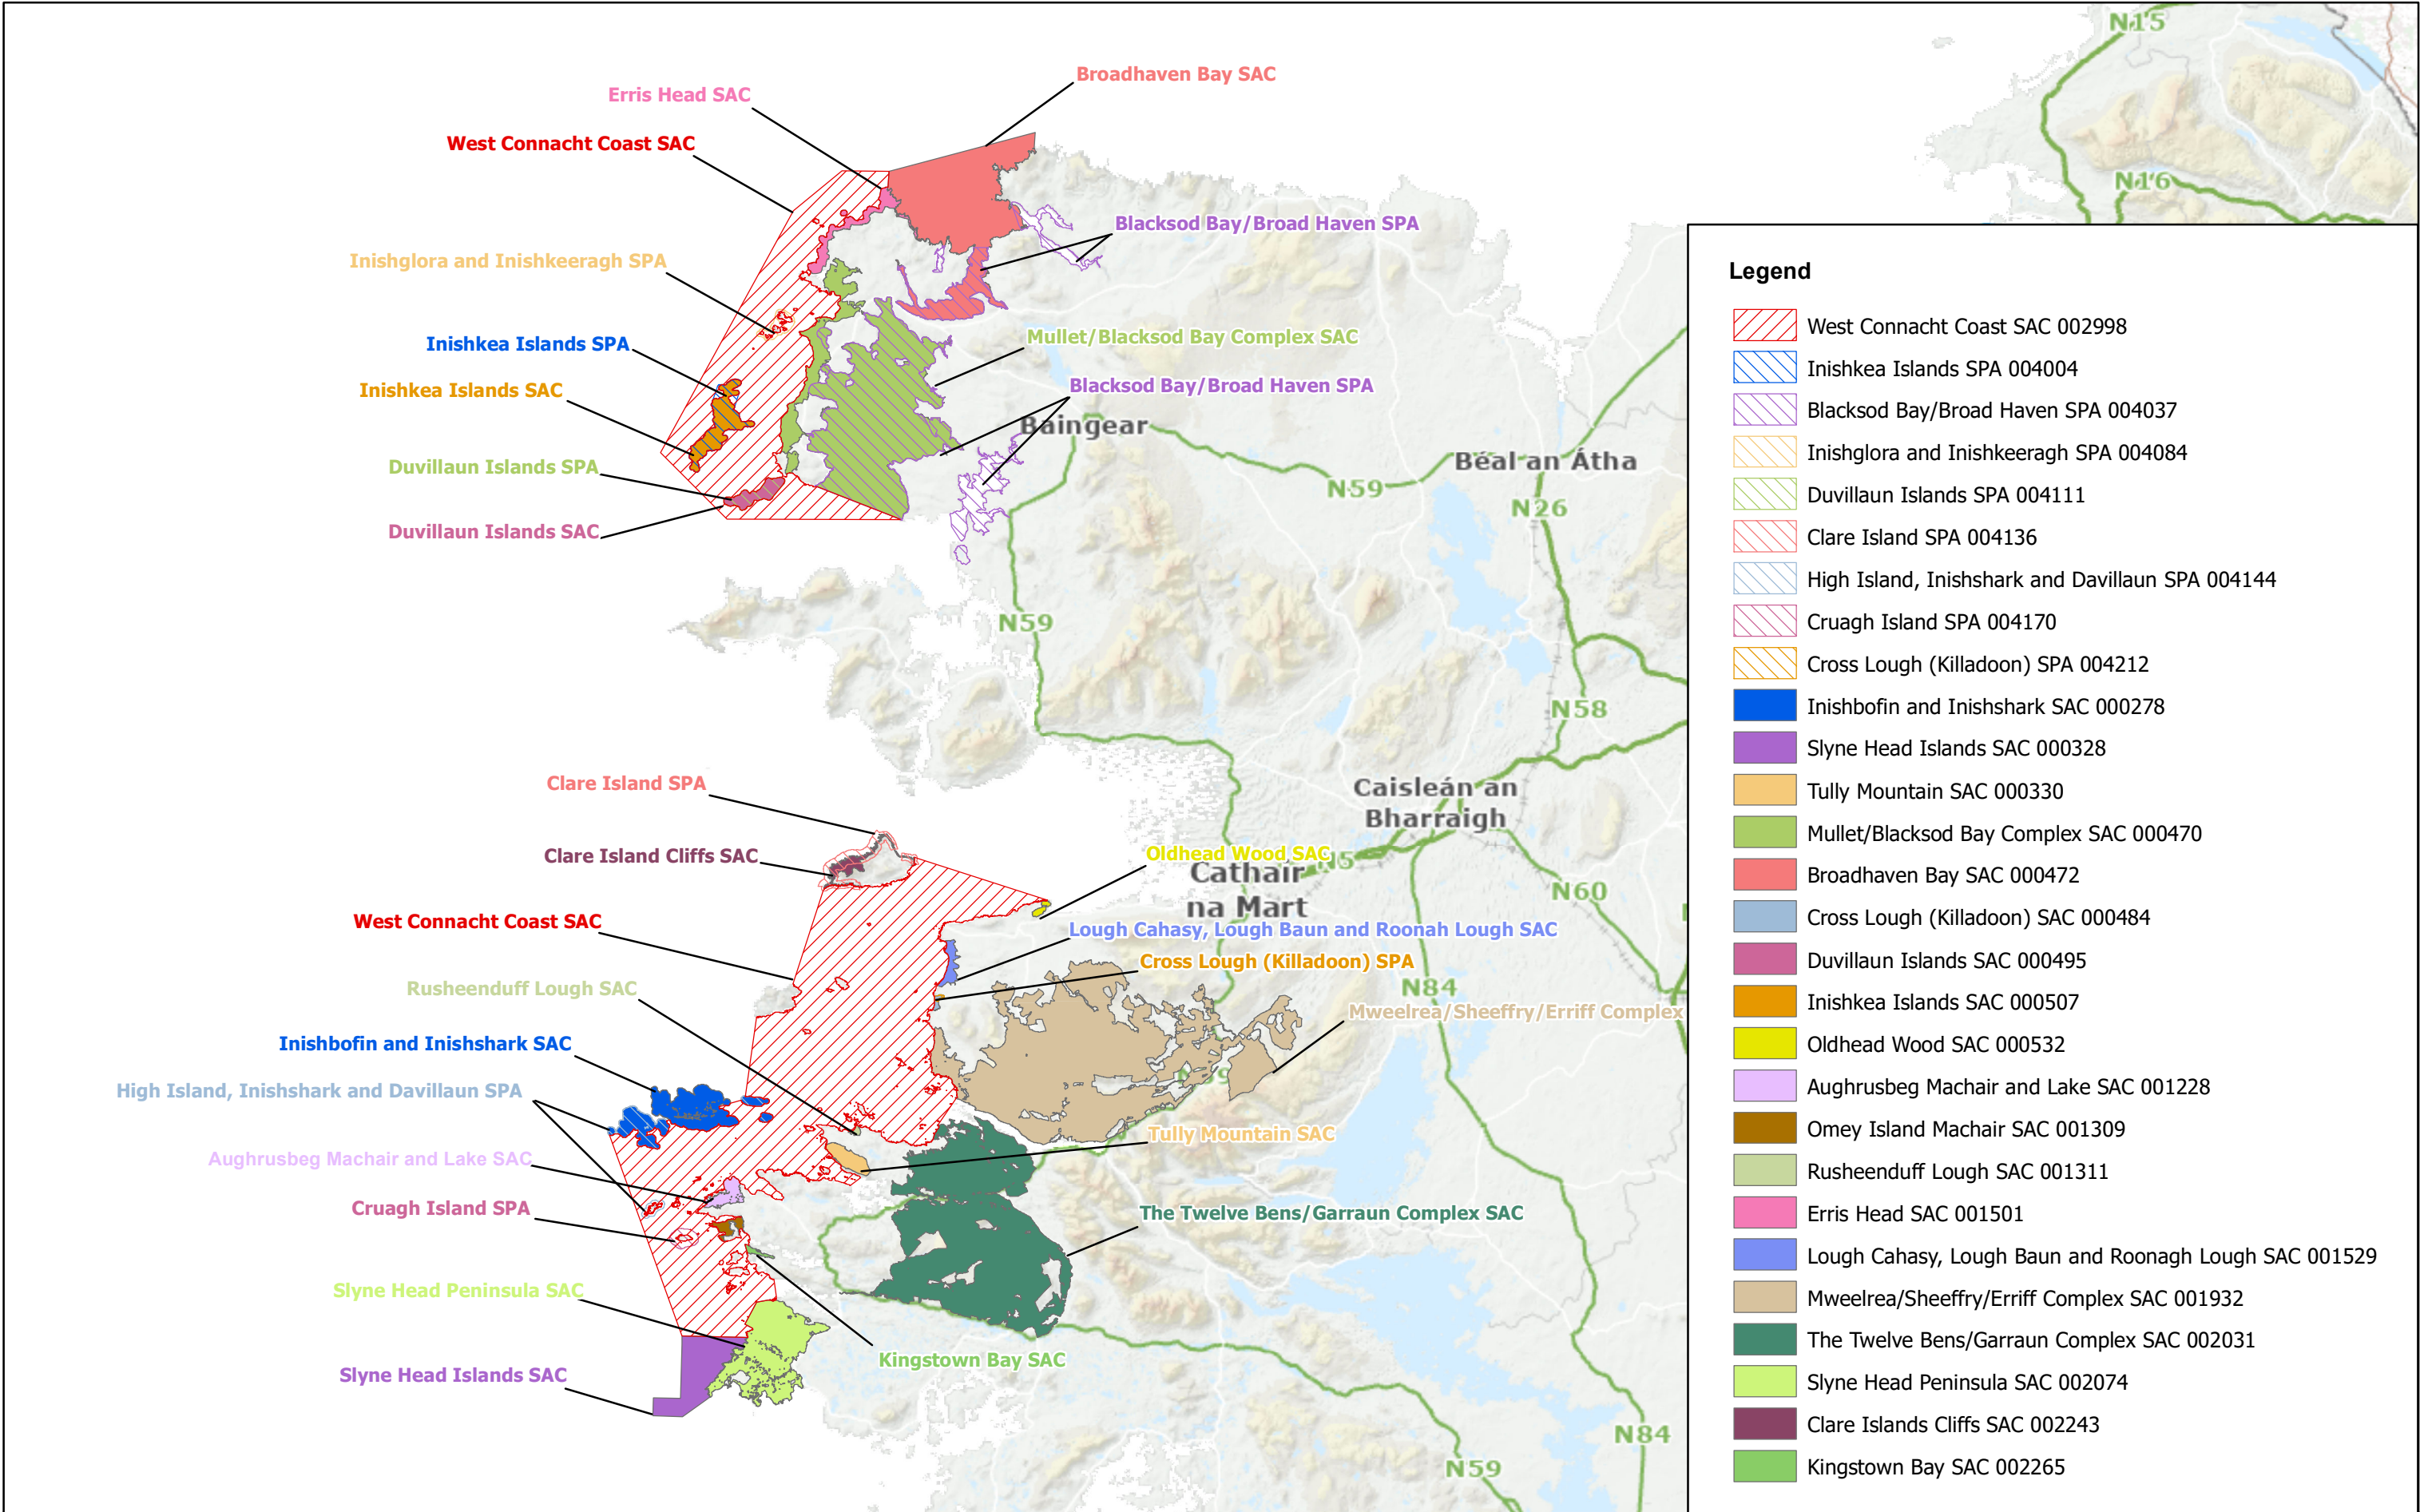 N15
N16
Broadhaven Bay SAC
Erris Head SAC
West Connacht Coast SAC
Blacksod Bay/Broad Haven SPA
Inishglora and Inishkeeragh SPA
Inishkea Islands SPA
Mullet/Blacksod Bay Complex SAC
Inishkea Islands SAC
Blacksod Bay/Broad Haven SPA
Baingear
Béal an Átha
Duvillaun Islands SPA
N59
N26
Duvillaun Islands SAC
N59
N58
Clare Island SPA
Caisleán an
Bharraigh
Clare Island Cliffs SAC
Oldhead Wood SAC
N5
Cathair
na Mart
N60
West Connacht Coast SAC
Lough Cahasy, Lough Baun and Roonah Lough SAC
Cross Lough (Killadoon) SPA
Rusheenduff Lough SAC
N84
Mweelrea/Sheeffry/Erriff Complex
Inishbofin and Inishshark SAC
High Island, Inishshark and Davillaun SPA
Tully Mountain SAC
Aughrusbeg Machair and Lake SAC
Cruagh Island SPA
The Twelve Bens/Garraun Complex SAC
Slyne Head Peninsula SAC
Kingstown Bay SAC
Slyne Head Islands SAC
N84
N59
Legend
West Connacht Coast SAC 002998
Inishkea Islands SPA 004004
Blacksod Bay/Broad Haven SPA 004037
Inishglora and Inishkeeragh SPA 004084
Duvillaun Islands SPA 004111
Clare Island SPA 004136
High Island, Inishshark and Davillaun SPA 004144
Cruagh Island SPA 004170
Cross Lough (Killadoon) SPA 004212
Inishbofin and Inishshark SAC 000278
Slyne Head Islands SAC 000328
Tully Mountain SAC 000330
Mullet/Blacksod Bay Complex SAC 000470
Broadhaven Bay SAC 000472
Cross Lough (Killadoon) SAC 000484
Duvillaun Islands SAC 000495
Inishkea Islands SAC 000507
Oldhead Wood SAC 000532
Aughrusbeg Machair and Lake SAC 001228
Omey Island Machair SAC 001309
Rusheenduff Lough SAC 001311
Erris Head SAC 001501
Lough Cahasy, Lough Baun and Roonagh Lough SAC 001529
Mweelrea/Sheeffry/Erriff Complex SAC 001932
The Twelve Bens/Garraun Complex SAC 002031
Slyne Head Peninsula SAC 002074
Clare Islands Cliffs SAC 002243
Kingstown Bay SAC 002265